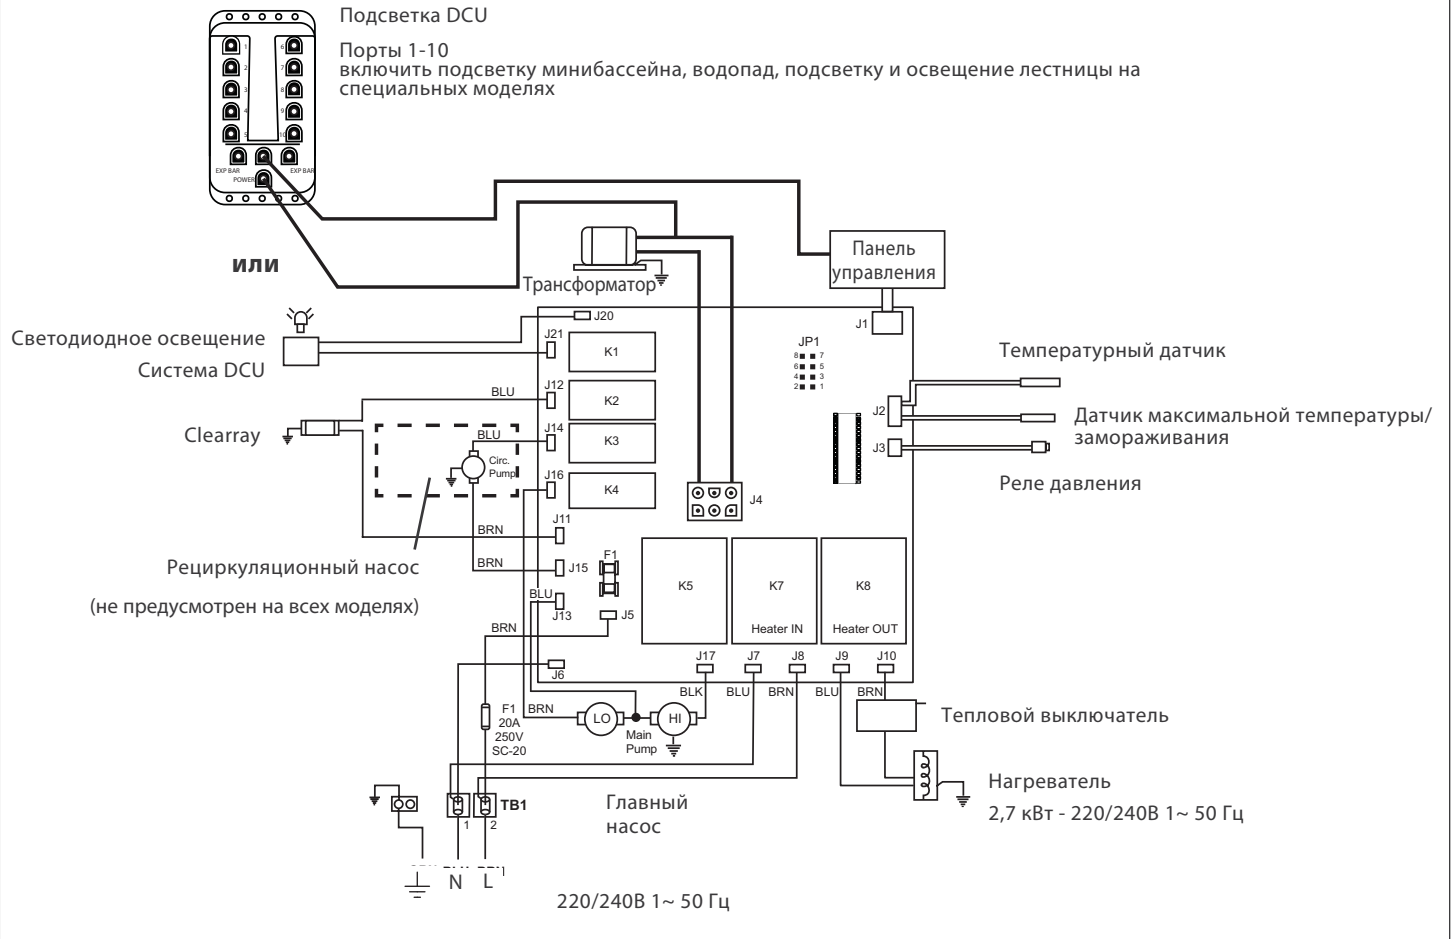 Подсветка DCU
Порты 1-10
включить подсветку минибассейна, водопад, подсветку и освещение лестницы на
специальных моделях
1
2
3
4
5
6
7
8
9
10
EXP BAR
EXP BAR
POWER
или
Трансформатор
Панель
управления
Светодиодное освещение
Система DCU
J20
J21
K1
J1
JP1
8 7
6 5
4 3
2 1
Температурный датчик
BLU
J12
K2
J2
Датчик максимальной температуры/
замораживания
Clearray
BLU
J14
K3
J3
Circ.
Pump
J16
K4
J4
Реле давления
BRN
J11
Рециркуляционный насос
(не предусмотрен на всех моделях)
BRN
J15
F1
BLU
J13
K5
K7
Heater IN
K8
Heater OUT
J5
BRN
J6
J17
J7
J8
J9
J10
BLK
BLU
BRN
BLU
BRN
F1
20A
250V
SC-20
BRN
LO
HI
Main
Pump
Тепловой выключатель
TB1
1
2
Главный
насос
Нагреватель
2,7 кВт - 220/240В 1~ 50 Гц
N
L
220/240В 1~ 50 Гц